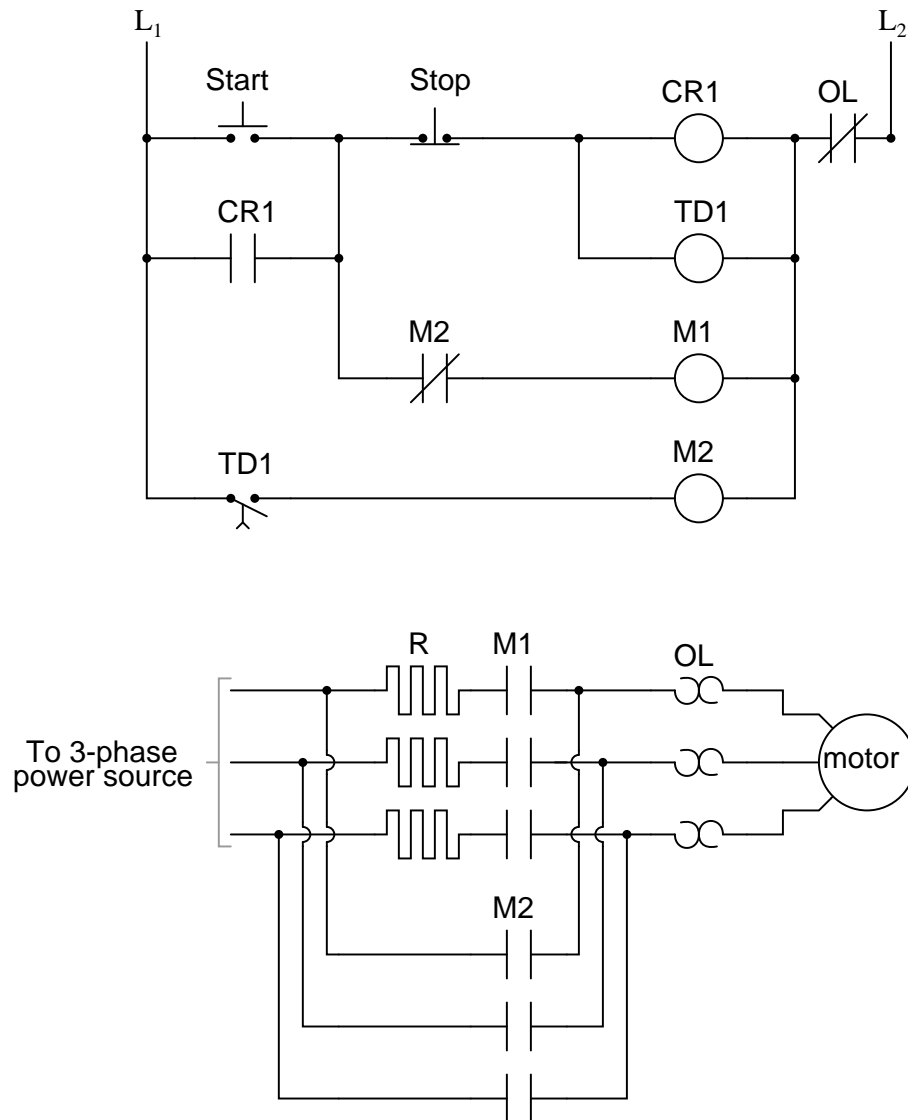 L₁ L₂
Start Stop CR1 OL
CR1 TD1
M2 M1
TD1 M2
R M1 OL
To 3-phase
power source
motor
M2